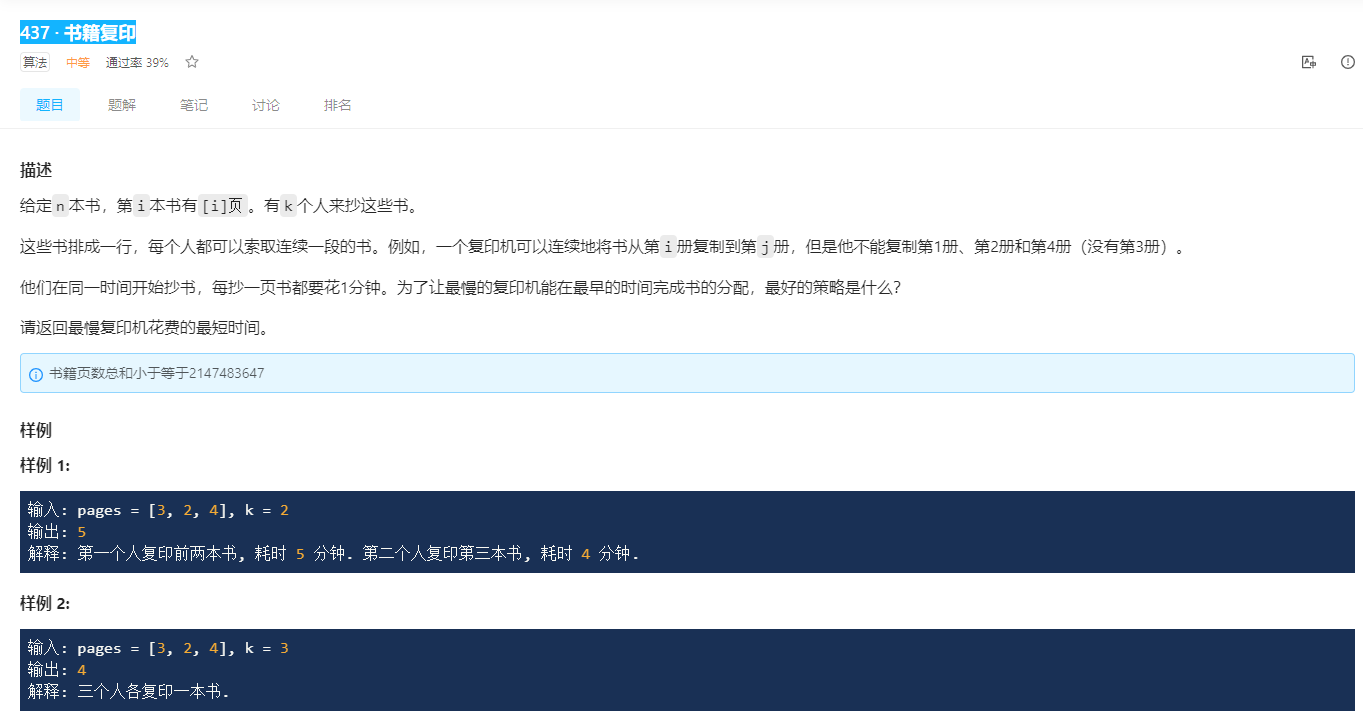 437 · 书籍复印
算法 中等 通过率 39%
题目 题解 笔记 讨论 排名
描述
给定 n 本书，第 i 本书有 [i]页 。有 k 个人来抄这些书。
这些书排成一行，每个人都可以索取连续一段的书。例如，一个复印机可以连续地将书从第 i 册复制到第 j 册，但是他不能复制第1册、第2册和第4册（没有第3册）。
他们在同一时间开始抄书，每抄一页书都要花1分钟。为了让最慢的复印机能在最早的时间完成书的分配，最好的策略是什么？
请返回最慢复印机花费的最短时间。
书籍页数总和小于等于2147483647
样例
样例 1:
输入: pages = [3, 2, 4], k = 2
输出: 5
解释: 第一个人复印前两本书, 耗时 5 分钟. 第二个人复印第三本书, 耗时 4 分钟.
样例 2:
输入: pages = [3, 2, 4], k = 3
输出: 4
解释: 三个人各复印一本书.